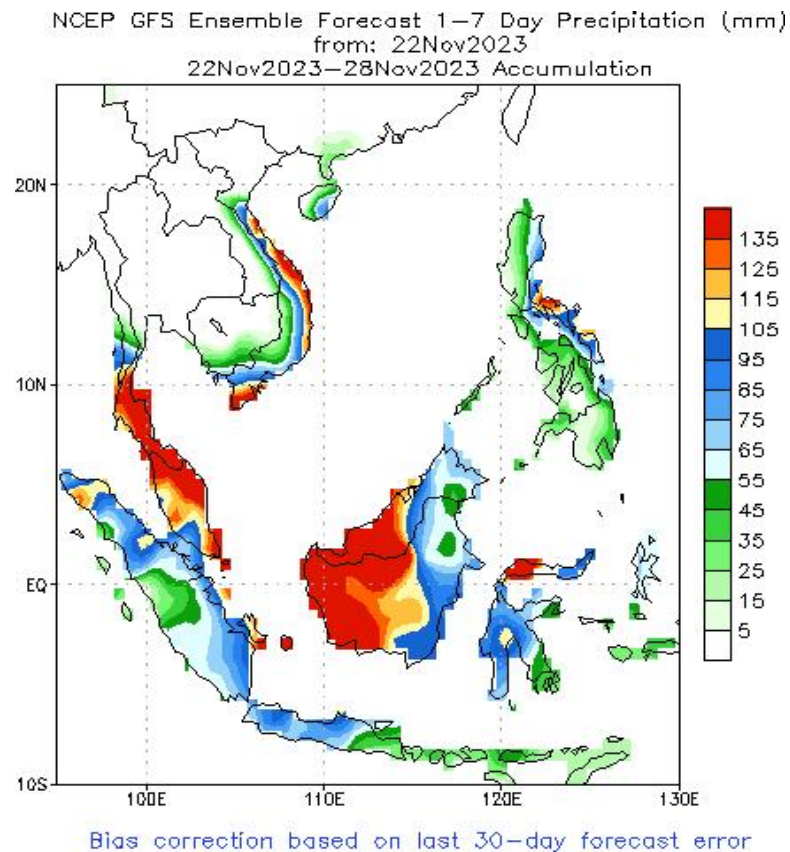 NCEP GFS Ensemble Forecast 1–7 Day Precipitation (mm)
from: 22Nov2023
22Nov2023–28Nov2023 Accumulation
20N
10N
EQ
10S
100E
110E
120E
130E
135
125
115
105
95
85
75
65
55
45
35
25
15
5
Bias correction based on last 30–day forecast error